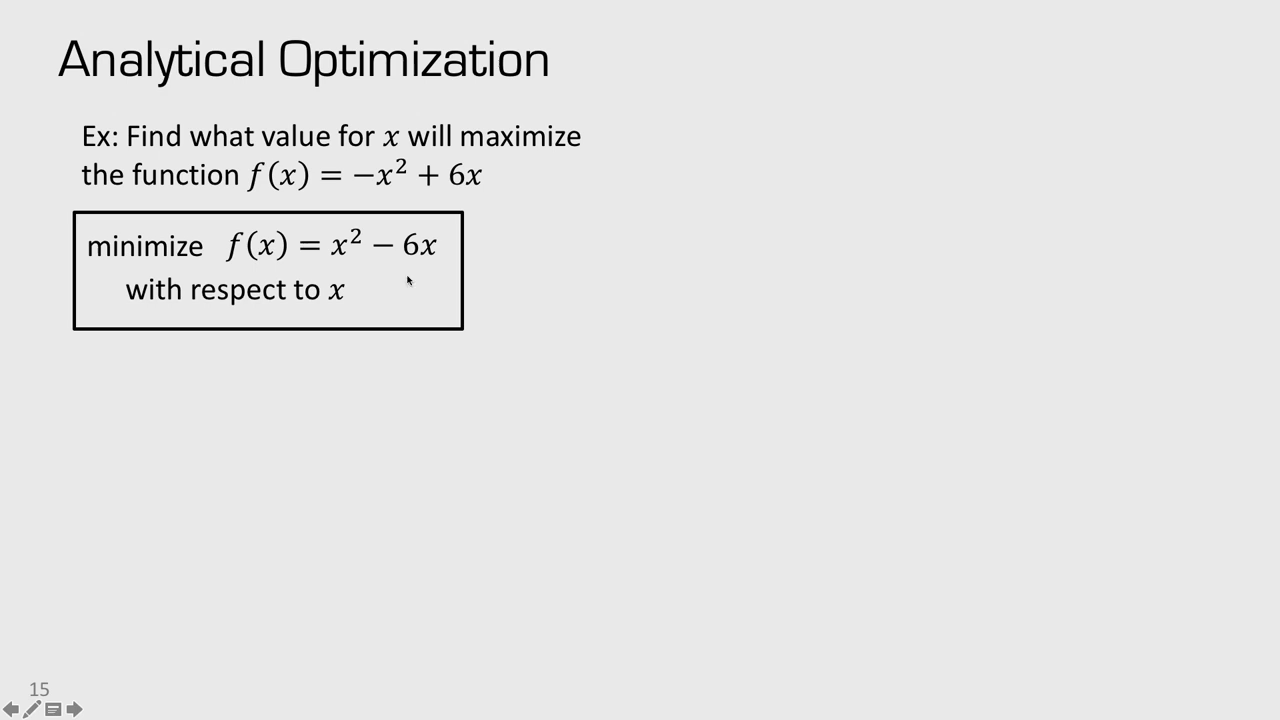 Analytical Optimization
Ex: Find what value for 𝑥 will maximize
the function 𝑓(𝑥) = −𝑥² + 6𝑥
minimize 𝑓(𝑥) = 𝑥² − 6𝑥
with respect to 𝑥
15